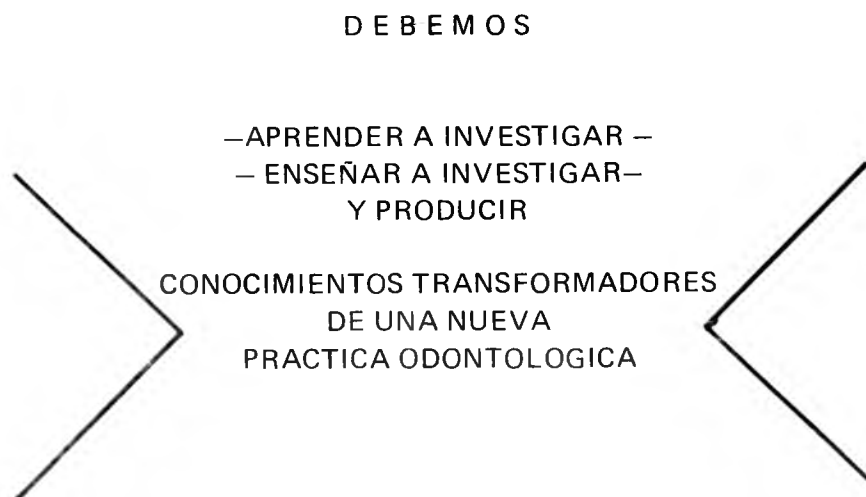 DEBEMOS
—APRENDER A INVESTIGAR —
— ENSEÑAR A INVESTIGAR—
Y PRODUCIR
CONOCIMIENTOS TRANSFORMADORES
DE UNA NUEVA
PRACTICA ODONTOLOGICA